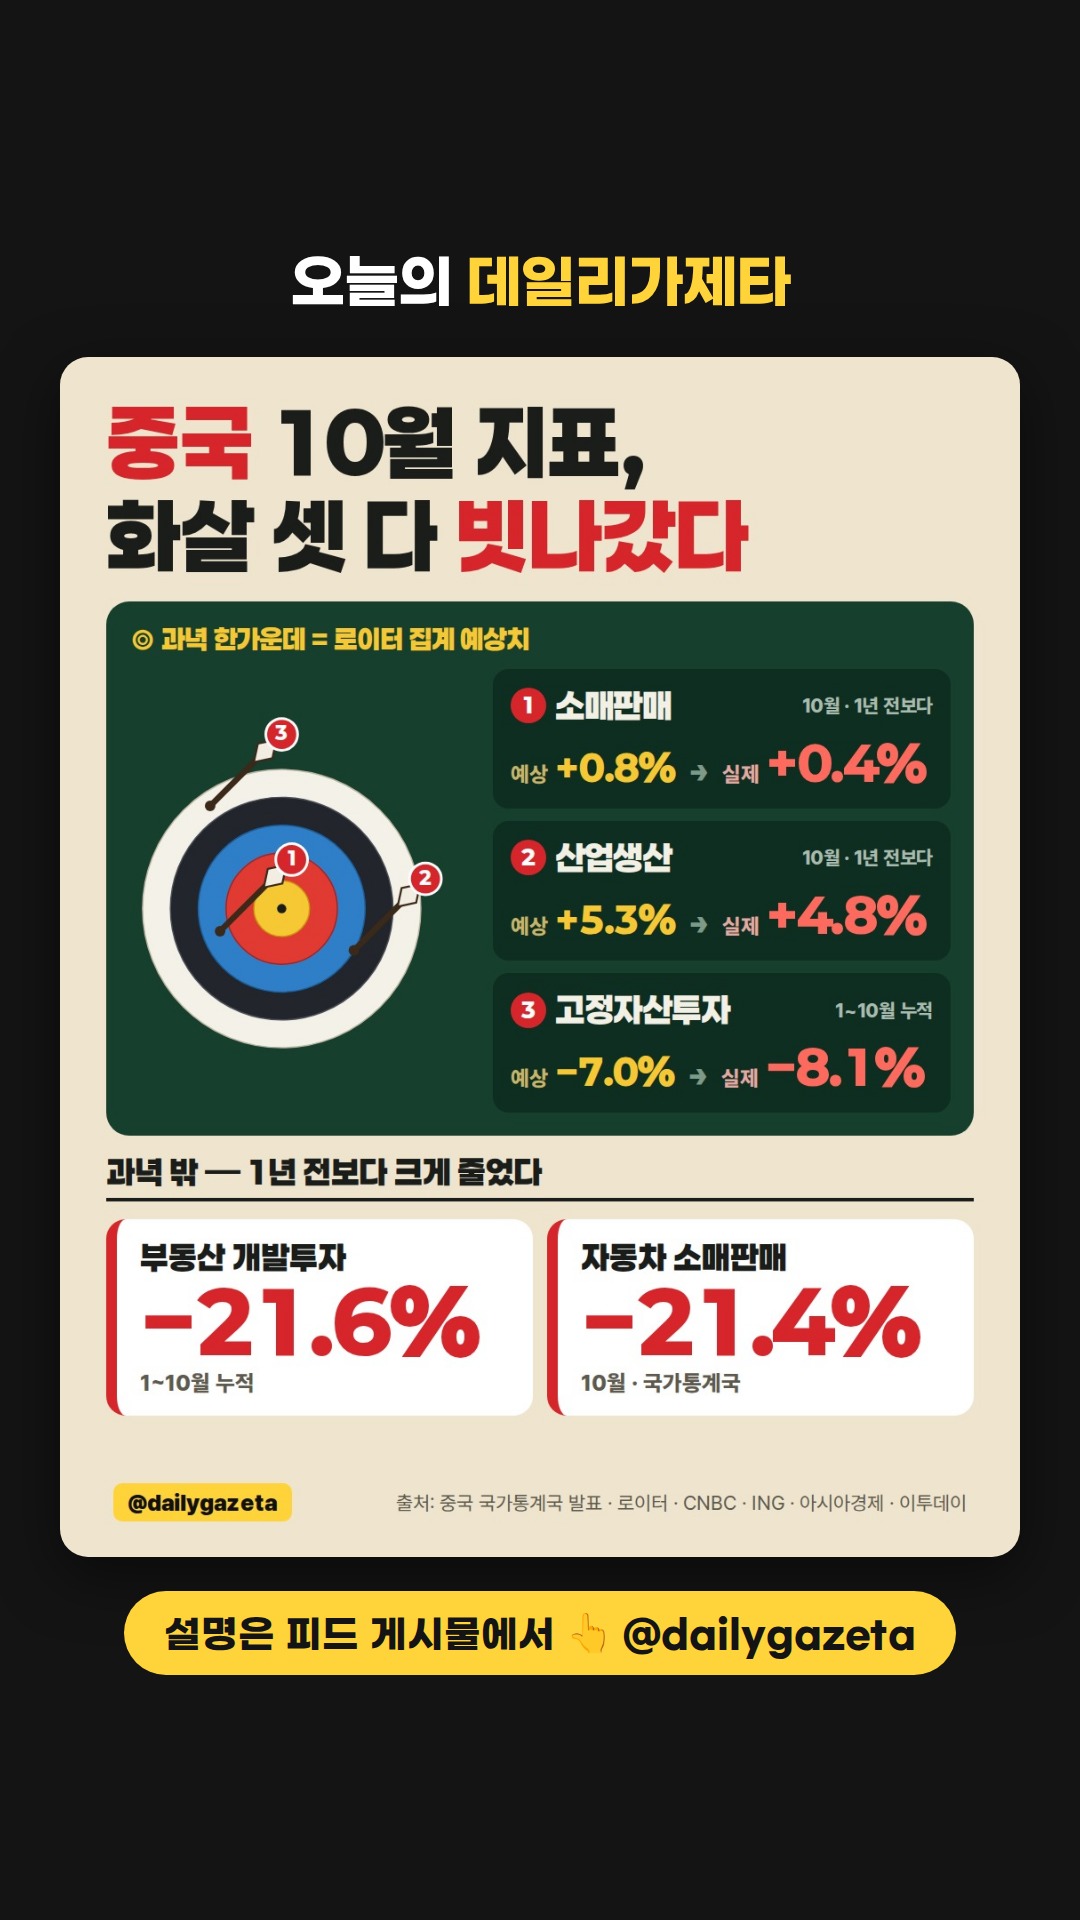 오늘의 데일리가제타
중국 10월 지표,
화살 셋 다 빗나갔다
◎ 과녁 한가운데 = 로이터 집계 예상치
3
1
2
1 소매판매 10월 · 1년 전보다
예상 +0.8% → 실제 +0.4%
2 산업생산 10월 · 1년 전보다
예상 +5.3% → 실제 +4.8%
3 고정자산투자 1~10월 누적
예상 −7.0% → 실제 −8.1%
과녁 밖 — 1년 전보다 크게 줄었다
부동산 개발투자
−21.6%
1~10월 누적
자동차 소매판매
−21.4%
10월 · 국가통계국
@dailygazeta
출처: 중국 국가통계국 발표 · 로이터 · CNBC · ING · 아시아경제 · 이투데이
설명은 피드 게시물에서 👆 @dailygazeta